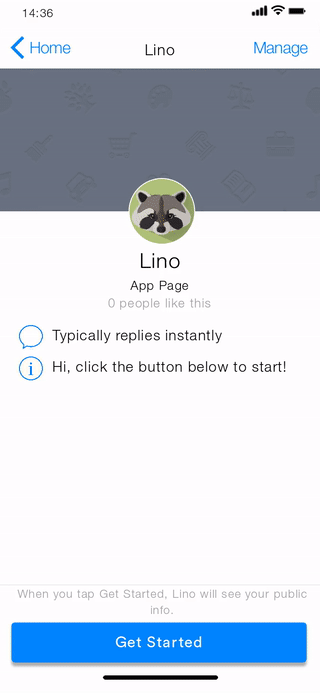 14:36
Home
Lino
Manage
Lino
App Page
0 people like this
Typically replies instantly
Hi, click the button below to start!
When you tap Get Started, Lino will see your public
info.
Get Started